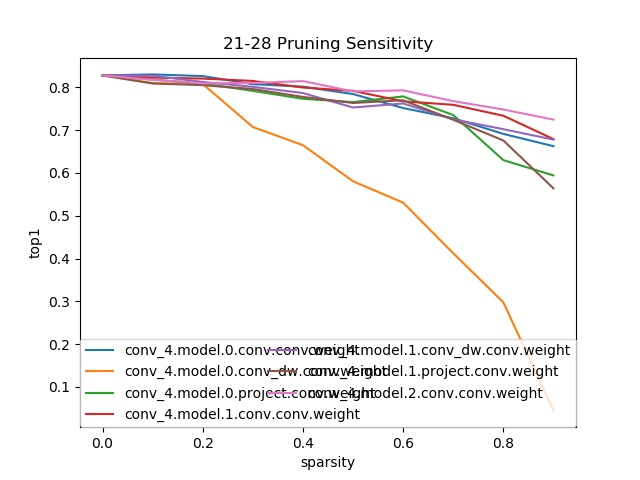 21-28 Pruning Sensitivity
top1
0.8
0.7
0.6
0.5
0.4
0.3
0.2
0.1
0.0
0.2
0.4
0.6
0.8
sparsity
conv_4.model.0.conv.conv.weight
conv_4.model.0.conv_dw.conv.weight
conv_4.model.0.project.conv.weight
conv_4.model.1.conv.conv.weight
conv_4.model.1.conv_dw.conv.weight
conv_4.model.1.project.conv.weight
conv_4.model.2.conv.weight